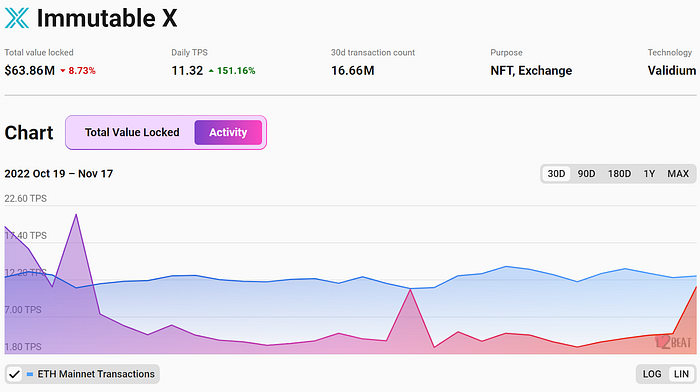 Immutable X
Total value locked Daily TPS 30d transaction count Purpose Technology
$63.86M 8.73% 11.32 151.16% 16.66M NFT, Exchange Validium
Chart Total Value Locked Activity
2022 Oct 19 – Nov 17 30D 90D 180D 1Y MAX
22.60 TPS
17.40 TPS
12.20 TPS
7.00 TPS
1.80 TPS
L2BEAT
ETH Mainnet Transactions LOG LIN